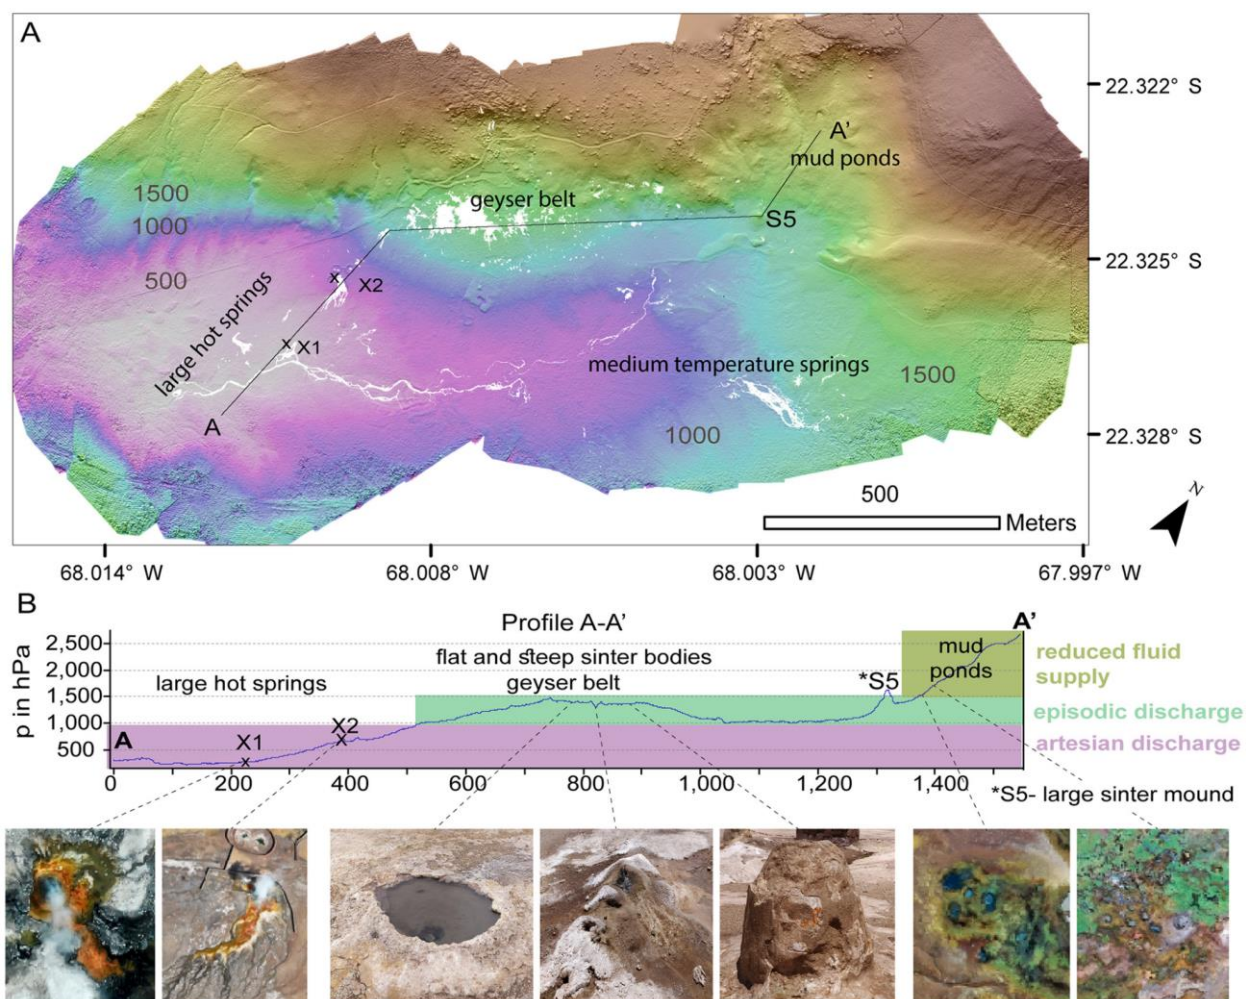 A
22.322° S
A’
mud ponds
1500
geyser belt
1000
S5
22.325° S
500
X2
large hot springs
X1
medium temperature springs
1500
A
1000
22.328° S
500
N
Meters
68.014° W
68.008° W
68.003° W
67.997° W
B
Profile A-A’
A’
p in hPa
2,500
2,000
1,500
1,000
500
flat and steep sinter bodies
large hot springs
geyser belt
*S5
mud
ponds
reduced fluid
supply
episodic discharge
artesian discharge
A
X1
X2
0
200
400
600
800
1,000
1,200
1,400
*S5- large sinter mound